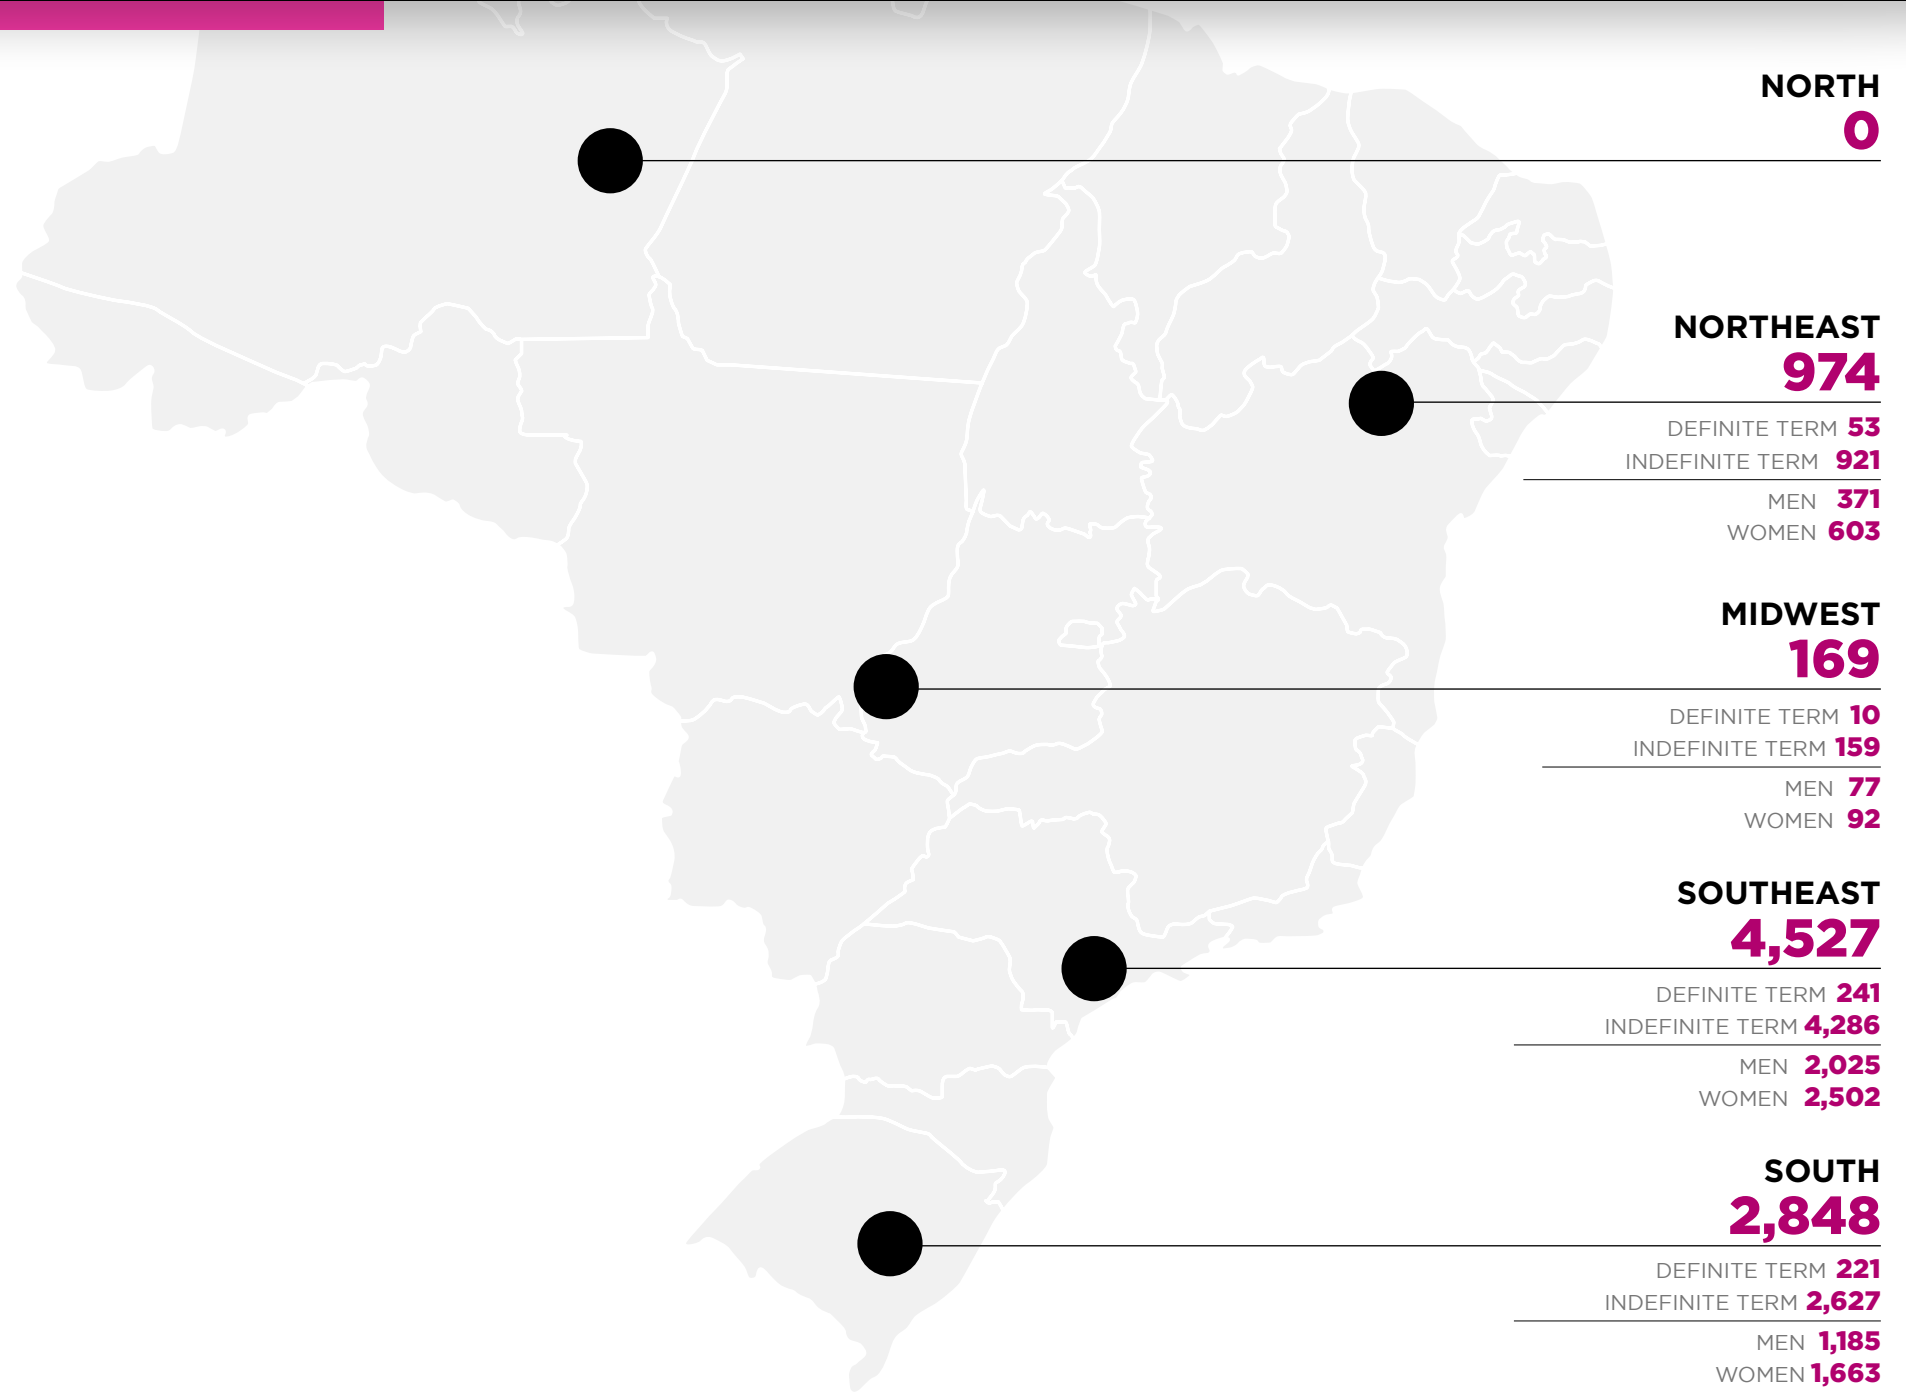 NORTH
0
NORTHEAST
974
DEFINITE TERM 53
INDEFINITE TERM 921
MEN 371
WOMEN 603
MIDWEST
169
DEFINITE TERM 10
INDEFINITE TERM 159
MEN 77
WOMEN 92
SOUTHEAST
4,527
DEFINITE TERM 241
INDEFINITE TERM 4,286
MEN 2,025
WOMEN 2,502
SOUTH
2,848
DEFINITE TERM 221
INDEFINITE TERM 2,627
MEN 1,185
WOMEN 1,663